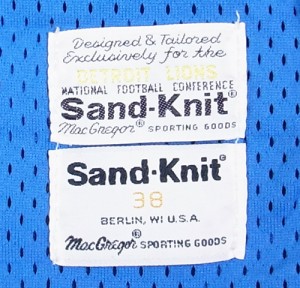 Designed & Tailored
Exclusively for the
DETROIT LIONS
NATIONAL FOOTBALL CONFERENCE
Sand-Knit®
MacGregor® SPORTING GOODS
Sand-Knit®
38
BERLIN, WI U.S.A.
MacGregor® SPORTING GOODS